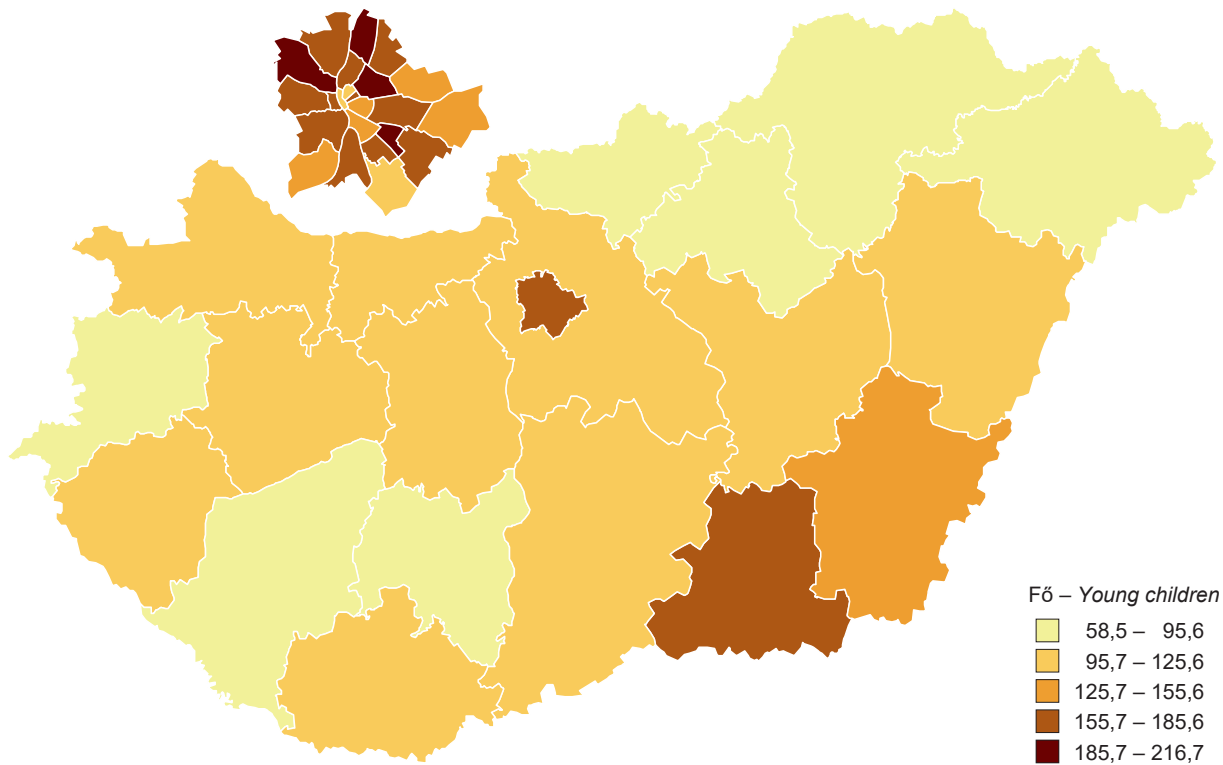 Fő – Young children
58,5 – 95,6
95,7 – 125,6
125,7 – 155,6
155,7 – 185,6
185,7 – 216,7